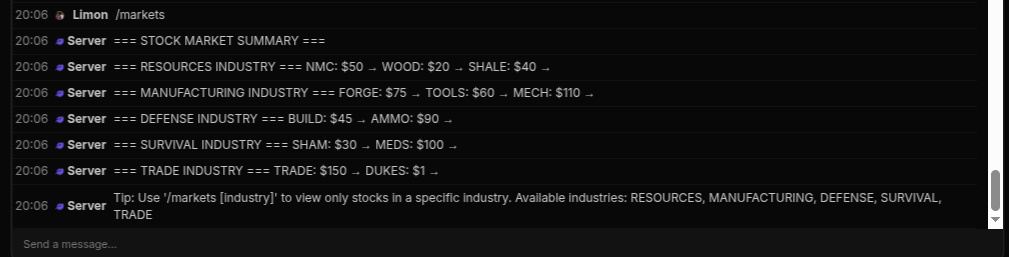 20:06 Limon /markets
20:06 Server === STOCK MARKET SUMMARY ===
20:06 Server === RESOURCES INDUSTRY === NMC: $50 → WOOD: $20 → SHALE: $40 →
20:06 Server === MANUFACTURING INDUSTRY === FORGE: $75 → TOOLS: $60 → MECH: $110 →
20:06 Server === DEFENSE INDUSTRY === BUILD: $45 → AMMO: $90 →
20:06 Server === SURVIVAL INDUSTRY === SHAM: $30 → MEDS: $100 →
20:06 Server === TRADE INDUSTRY === TRADE: $150 → DUKES: $1 →
20:06 Server Tip: Use '/markets [industry]' to view only stocks in a specific industry. Available industries: RESOURCES, MANUFACTURING, DEFENSE, SURVIVAL,
TRADE
Send a message...